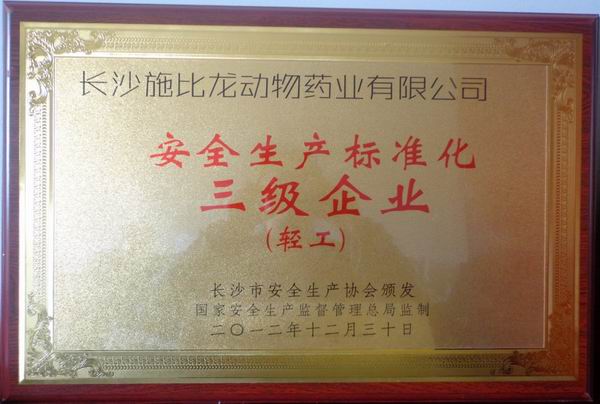 长沙施比龙动物药业有限公司
安全生产标准化
三级企业
(轻工)
长沙市安全生产协会颁发
国家安全生产监督管理总局监制
二〇一二年十二月三十日